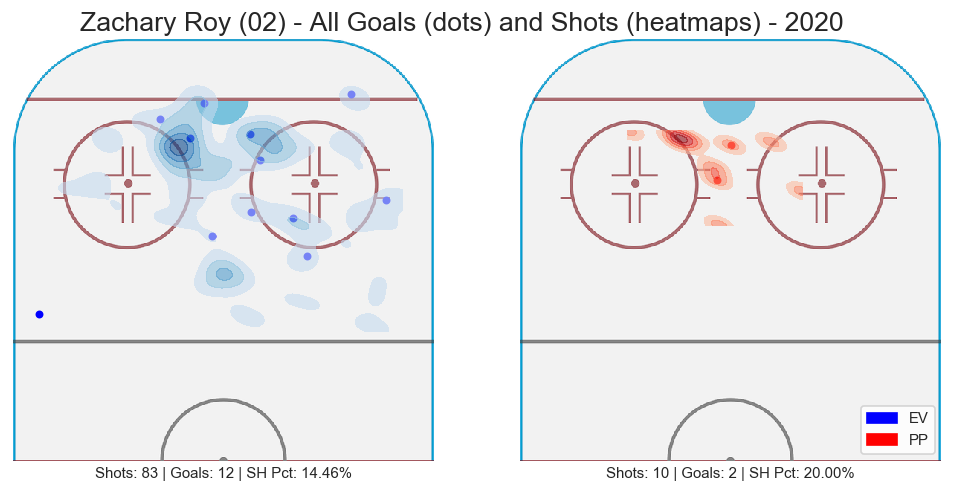 Zachary Roy (02) - All Goals (dots) and Shots (heatmaps) - 2020
EV
PP
Shots: 83 | Goals: 12 | SH Pct: 14.46%
Shots: 10 | Goals: 2 | SH Pct: 20.00%